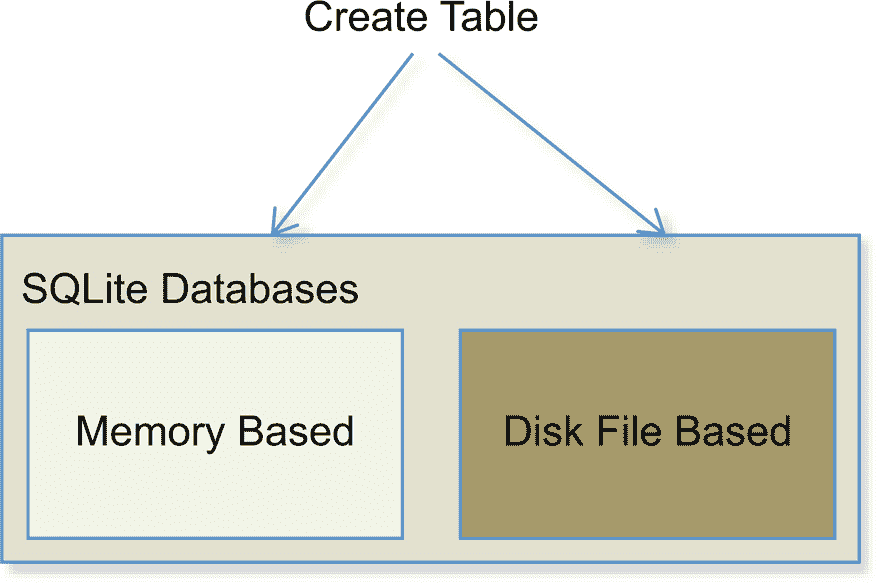 Create Table
SQLite Databases
Memory Based
Disk File Based